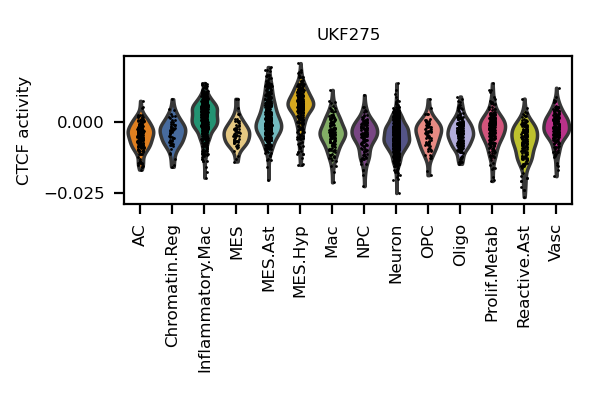 UKF275
CTCF activity
0.000
−0.025
AC
Chromatin.Reg
Inflammatory.Mac
MES
MES.Ast
MES.Hyp
Mac
NPC
Neuron
OPC
Oligo
Prolif.Metab
Reactive.Ast
Vasc